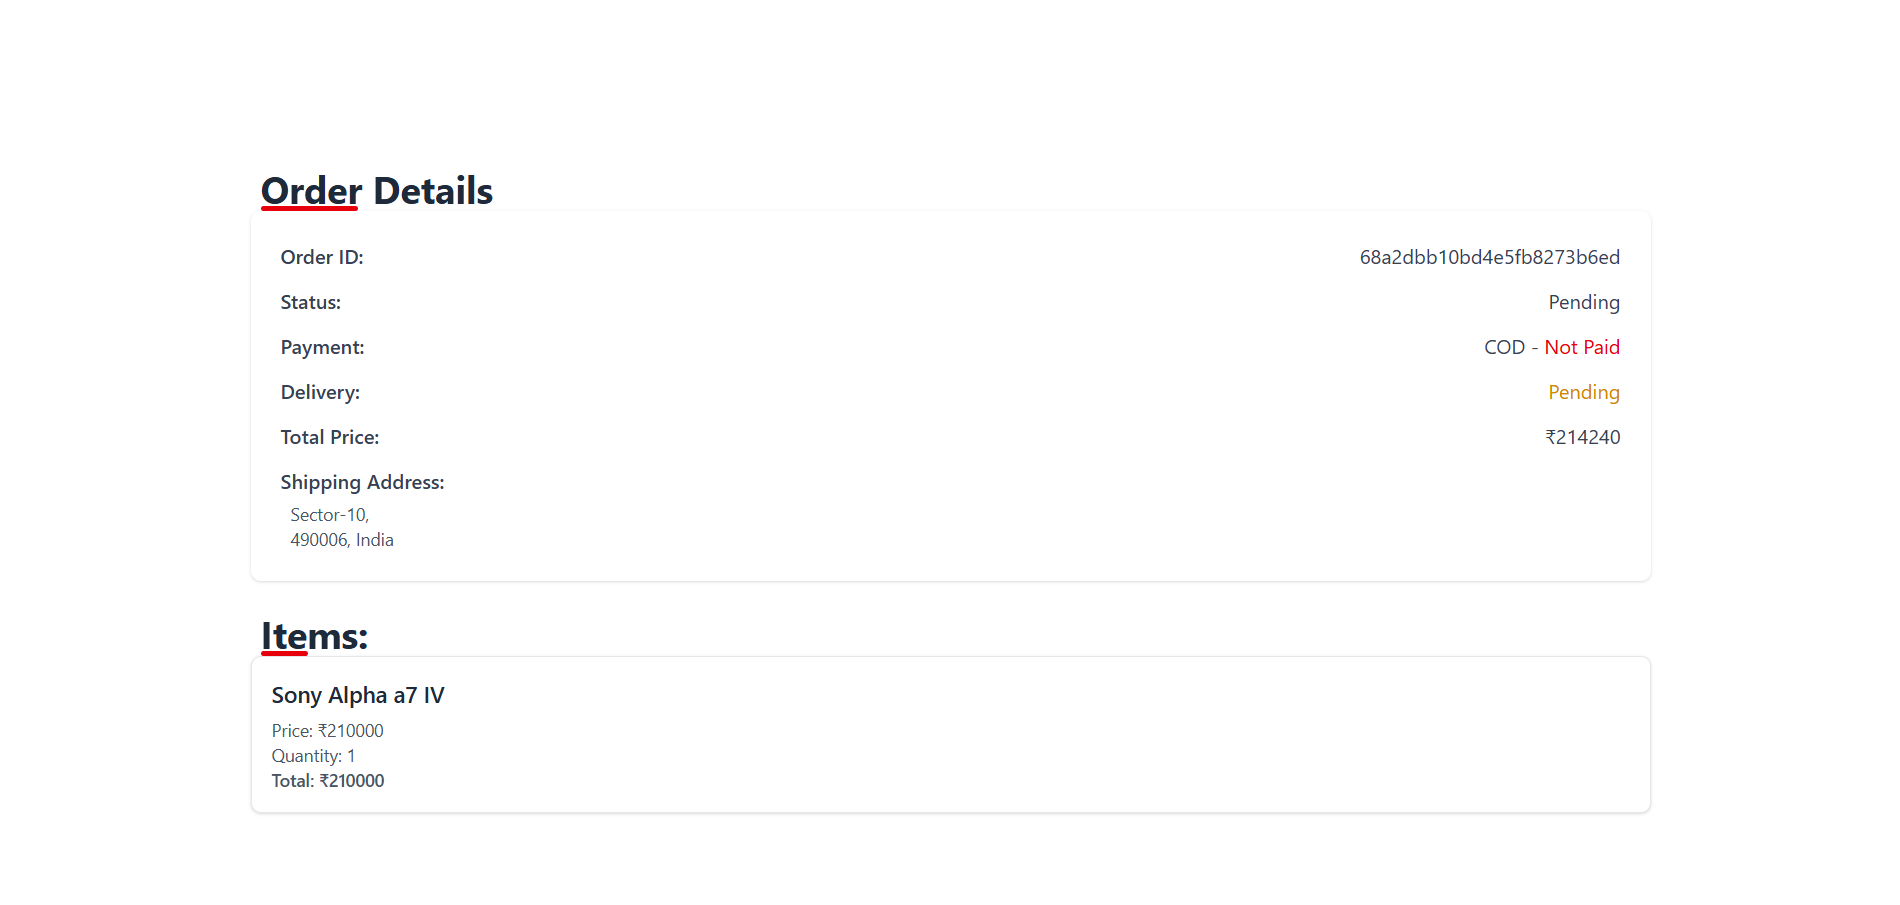 Order Details
Order ID: 68a2dbb10bd4e5fb8273b6ed
Status: Pending
Payment: COD - Not Paid
Delivery: Pending
Total Price: ₹214240
Shipping Address:
Sector-10,
490006, India
Items:
Sony Alpha a7 IV
Price: ₹210000
Quantity: 1
Total: ₹210000